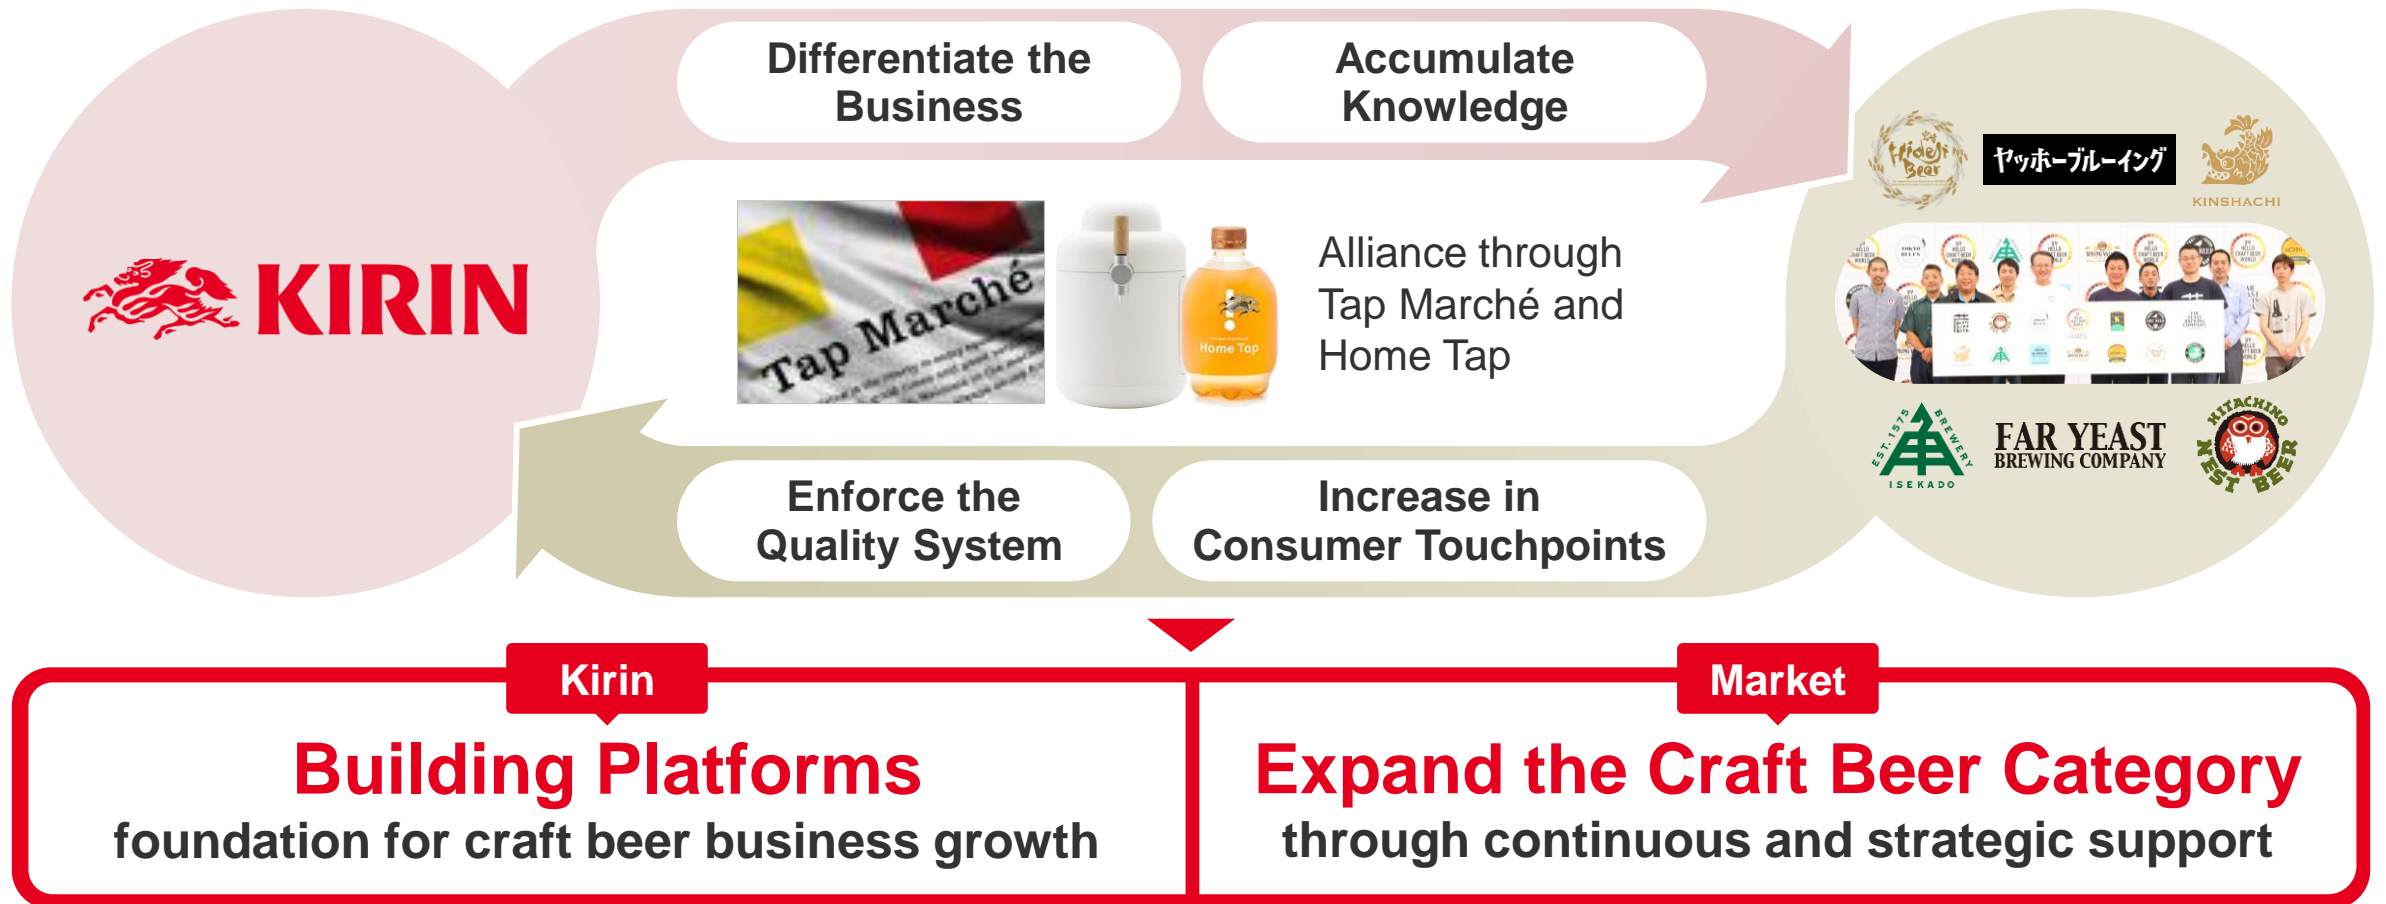 Differentiate the
Business
Accumulate
Knowledge
KIRIN
Tap Marché
Home Tap
Alliance through
Tap Marché and
Home Tap
Hideji
Beer
ヤッホーブルーイング
KINSHACHI
EST. 1575 BREWERY
ISEKADO
FAR YEAST
BREWING COMPANY
HITACHINO
NEST BEER
Enforce the
Quality System
Increase in
Consumer Touchpoints
Kirin
Building Platforms
foundation for craft beer business growth
Market
Expand the Craft Beer Category
through continuous and strategic support